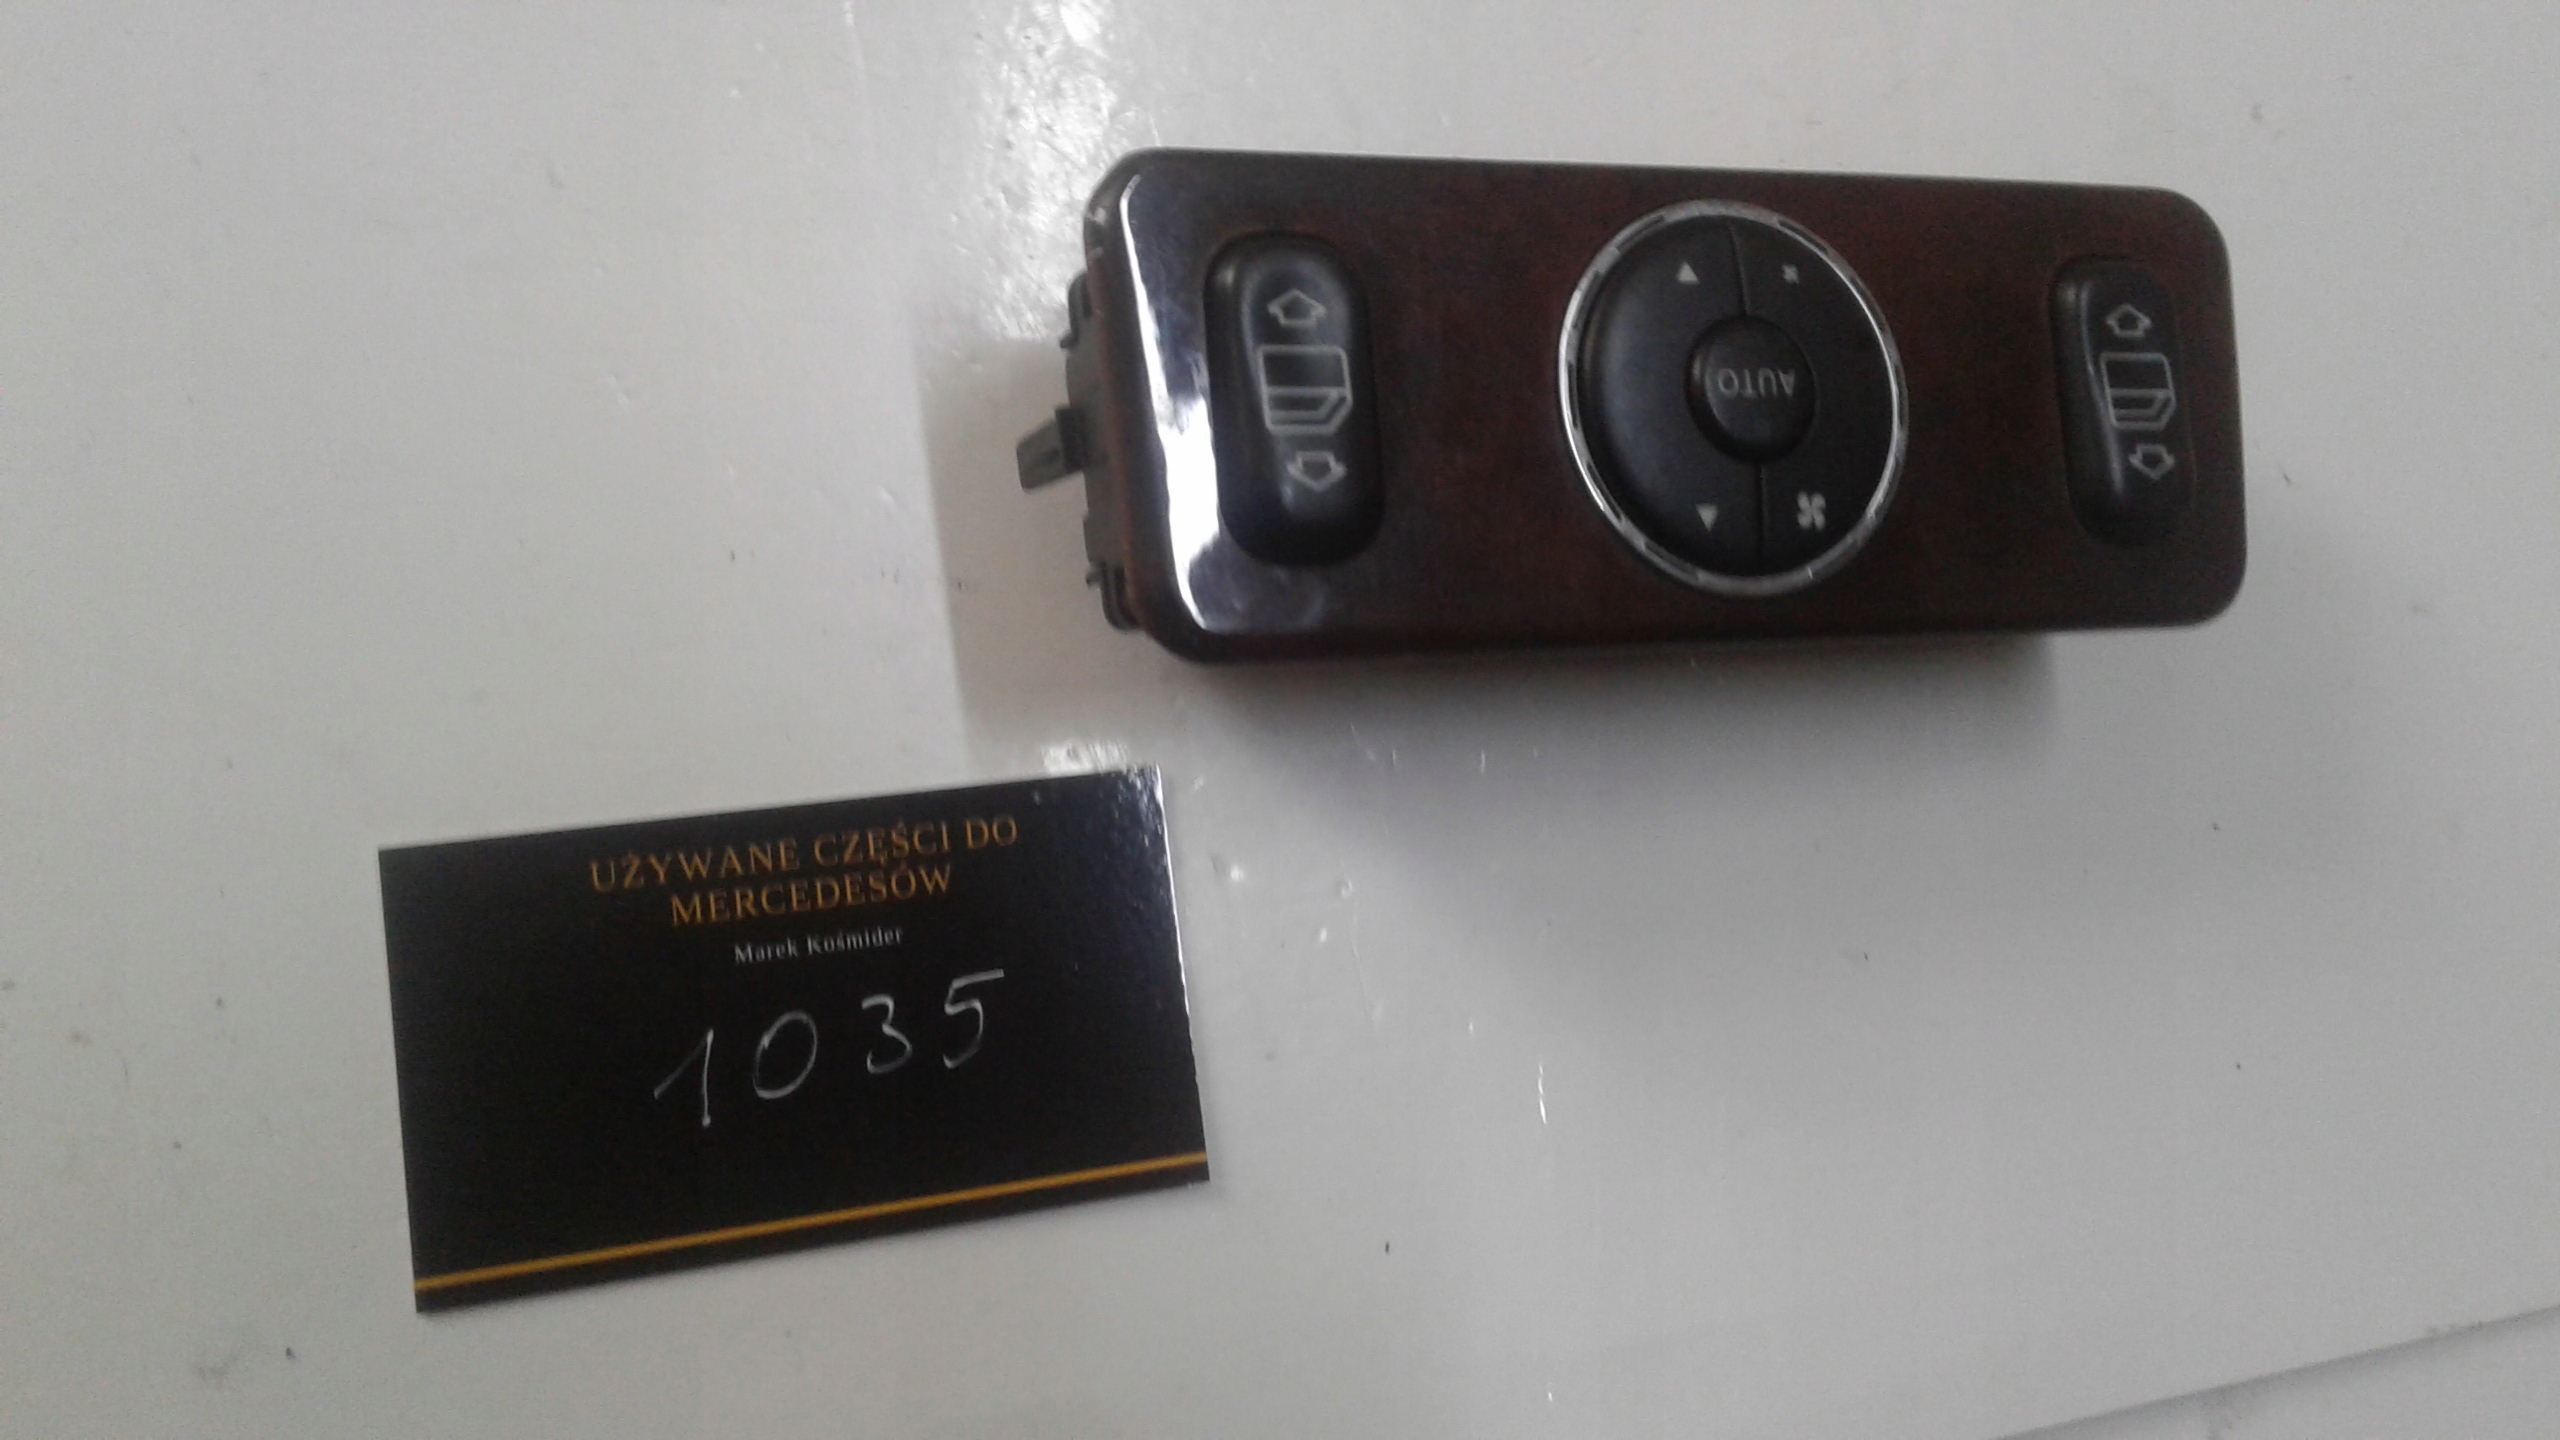 AUTO
UŻYWANE CZĘŚCI DO
MERCEDESÓW
Marek Kośmider
1035